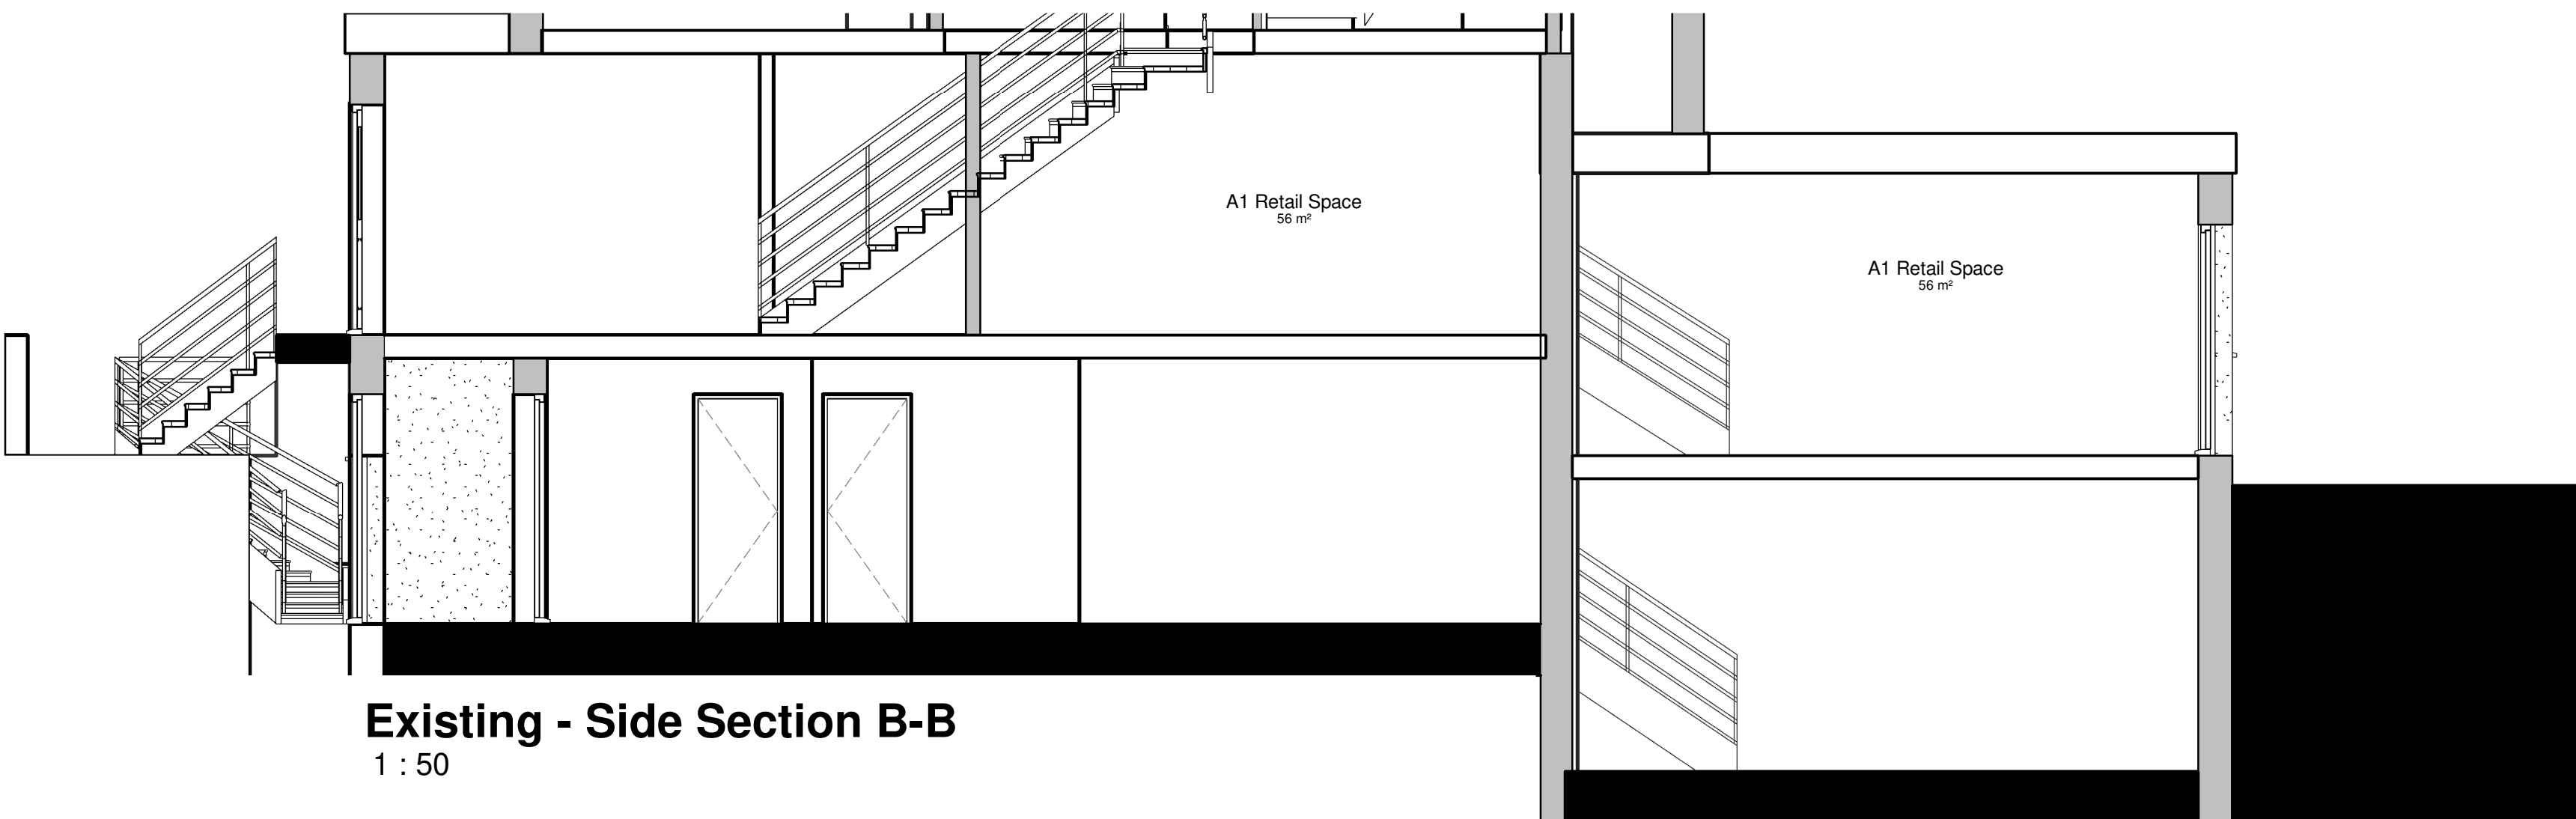 A1 Retail Space
56 m²
A1 Retail Space
56 m²
Existing - Side Section B-B
1 : 50